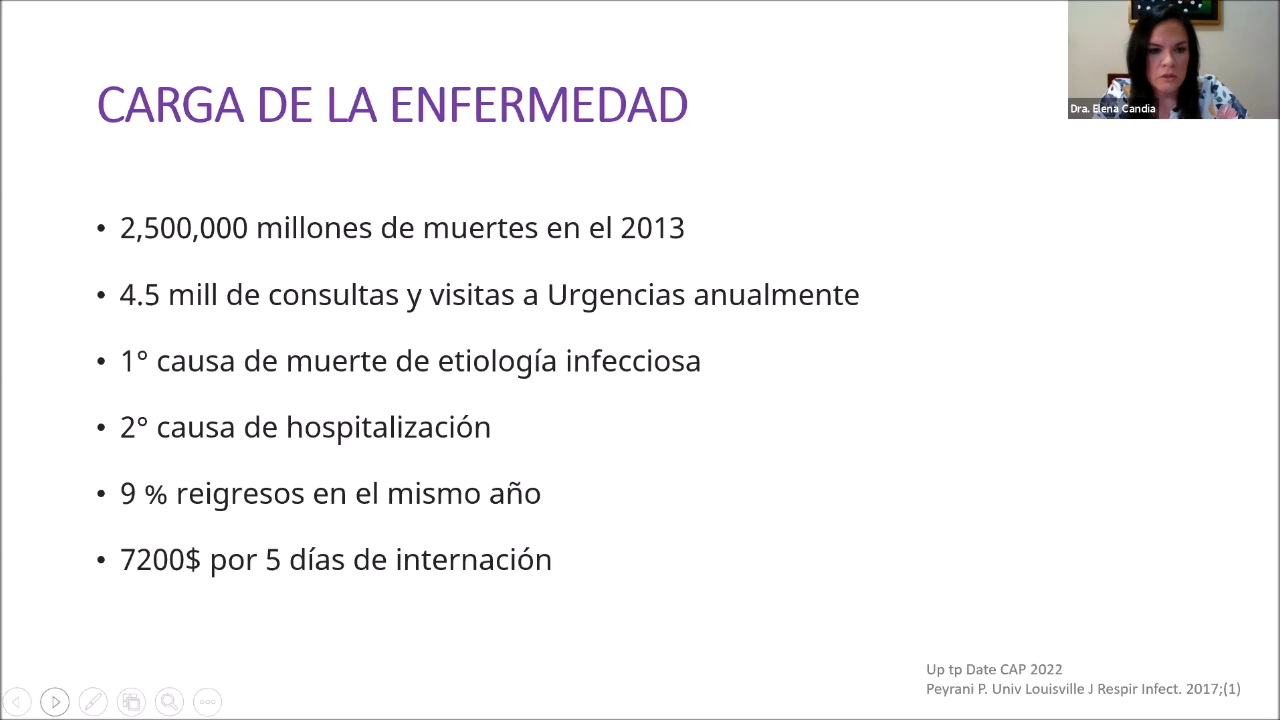 CARGA DE LA ENFERMEDAD
Dra. Elena Candia
• 2,500,000 millones de muertes en el 2013
• 4.5 mill de consultas y visitas a Urgencias anualmente
• 1° causa de muerte de etiología infecciosa
• 2° causa de hospitalización
• 9 % reigresos en el mismo año
• 7200$ por 5 días de internación
Up tp Date CAP 2022
Peyrani P. Univ Louisville J Respir Infect. 2017;(1)